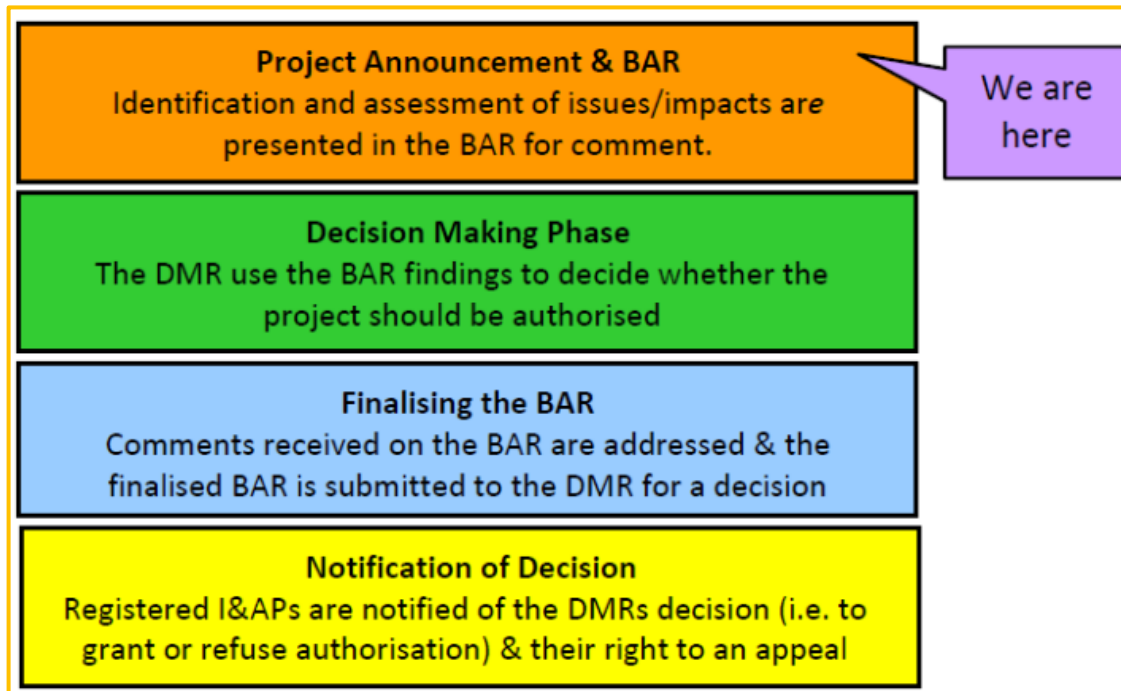 Project Announcement & BAR
Identification and assessment of issues/impacts are
presented in the BAR for comment.
We are
here
Decision Making Phase
The DMR use the BAR findings to decide whether the
project should be authorised
Finalising the BAR
Comments received on the BAR are addressed & the
finalised BAR is submitted to the DMR for a decision
Notification of Decision
Registered I&APs are notified of the DMRs decision (i.e. to
grant or refuse authorisation) & their right to an appeal